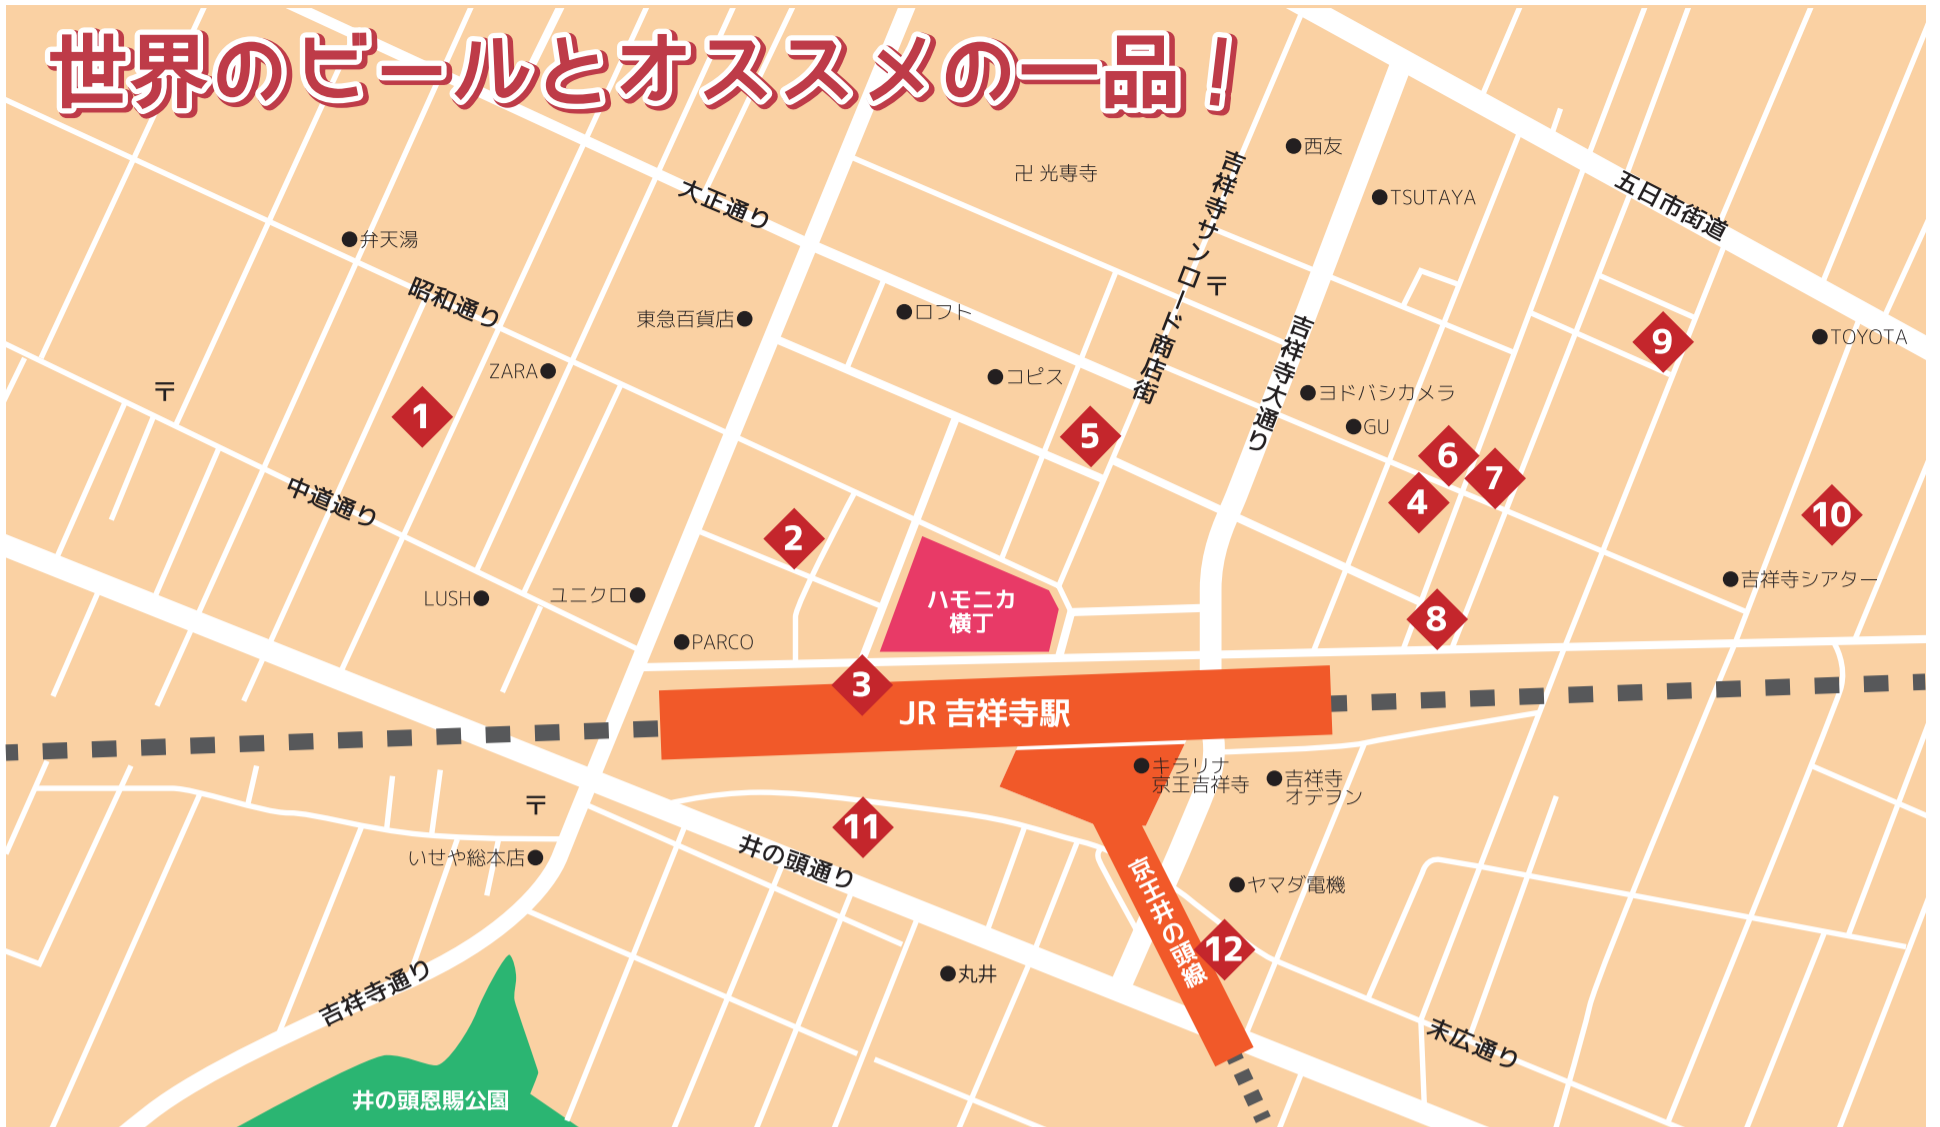 世界のビールとオススメの一品！
西友
卍 光専寺
TSUTAYA
吉祥寺サンロード商店街
五日市街道
大正通り
弁天湯
昭和通り
〒
東急百貨店
ロフト
吉祥寺大通り
9
TOYOTA
ZARA
コピス
〒
1
ヨドバシカメラ
GU
5
6
7
4
中道通り
2
10
吉祥寺シアター
LUSH
ユニクロ
ハモニカ
横丁
8
PARCO
3
JR 吉祥寺駅
キラリナ
京王吉祥寺
吉祥寺
オデヲン
〒
11
いせや総本店
井の頭通り
京王井の頭線
ヤマダ電機
12
丸井
吉祥寺通り
末広通り
井の頭恩賜公園